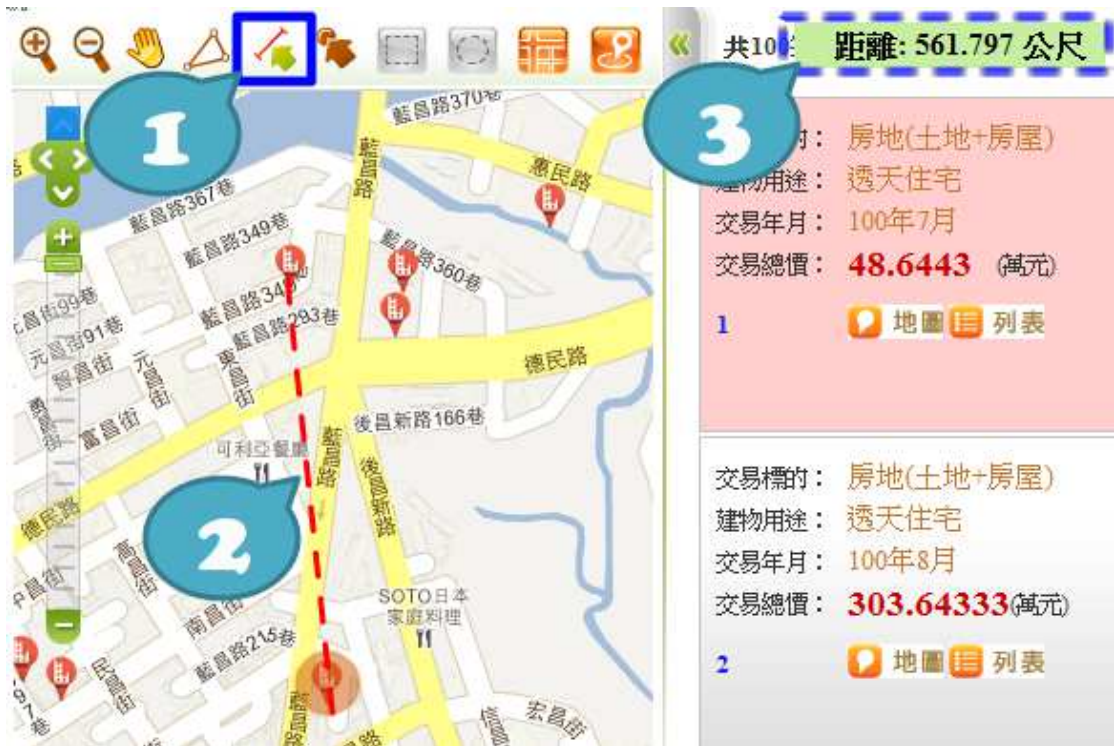 共10
距離: 561.797 公尺
1
3
2
藍昌路370巷
藍昌路
惠民路
藍昌路367巷
藍昌路349巷
藍昌路360巷
藍昌路34
藍昌路293巷
元昌街99巷
元昌街91巷
智昌街
元昌街
東昌街
富昌街
德民路
後昌新路166巷
可利亞餐廳
藍昌路
後昌新路
德民路
南昌街
SOTO日本
家庭料理
藍昌路215巷
宏昌街
房地(土地+房屋)
建物用途： 透天住宅
交易年月： 100年7月
交易總價： 48.6443 (萬元)
1 地圖 列表
交易標的： 房地(土地+房屋)
建物用途： 透天住宅
交易年月： 100年8月
交易總價： 303.64333(萬元)
2 地圖 列表